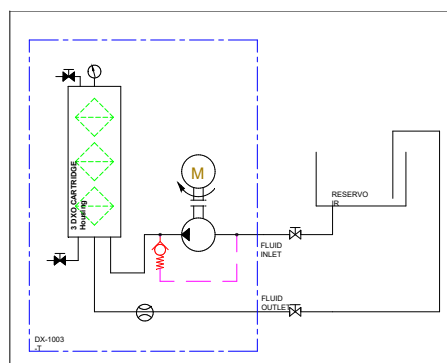 3 DXO CARTRIDGE
Housing
M
RESERVO
IR
FLUID
INLET
FLUID
OUTLET
DX-1003
-T